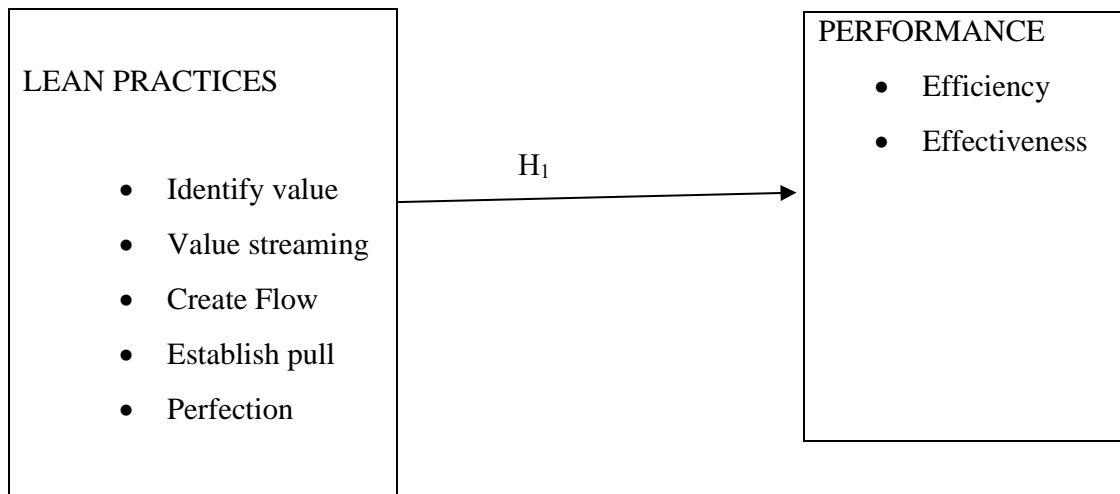 LEAN PRACTICES
• Identify value
• Value streaming
• Create Flow
• Establish pull
• Perfection
H₁
PERFORMANCE
• Efficiency
• Effectiveness